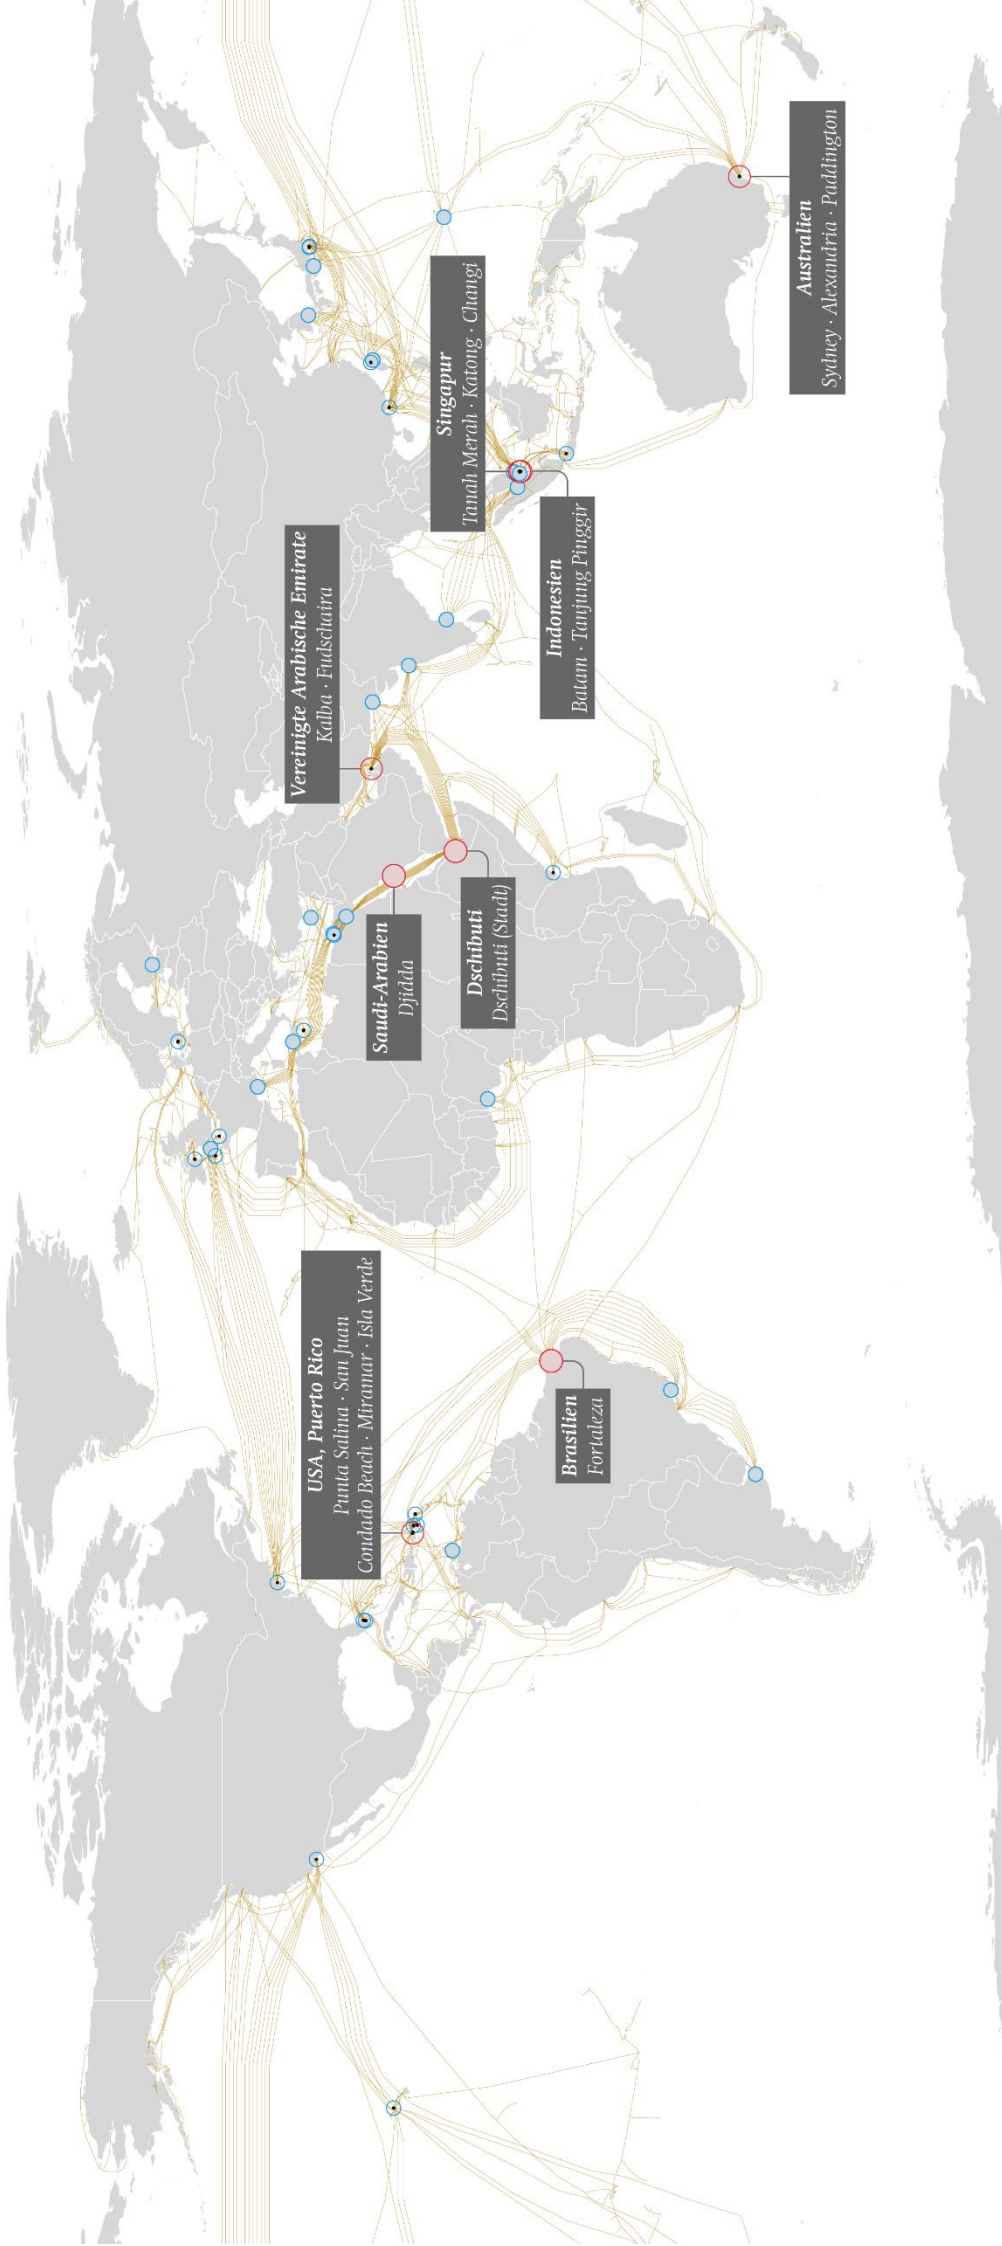 USA, Puerto Rico
Punta Salina · San Juan
Condado Beach · Miramar · Isla Verde
Brasilien
Fortaleza
Saudi-Arabien
Djidda
Dschibuti
Dschibuti (Stadt)
Vereinigte Arabische Emirate
Kalba · Fudschaira
Singapur
Tanah Merah · Katong · Changi
Indonesien
Batam · Tanjung Pinggir
Australien
Sydney · Alexandria · Paddington